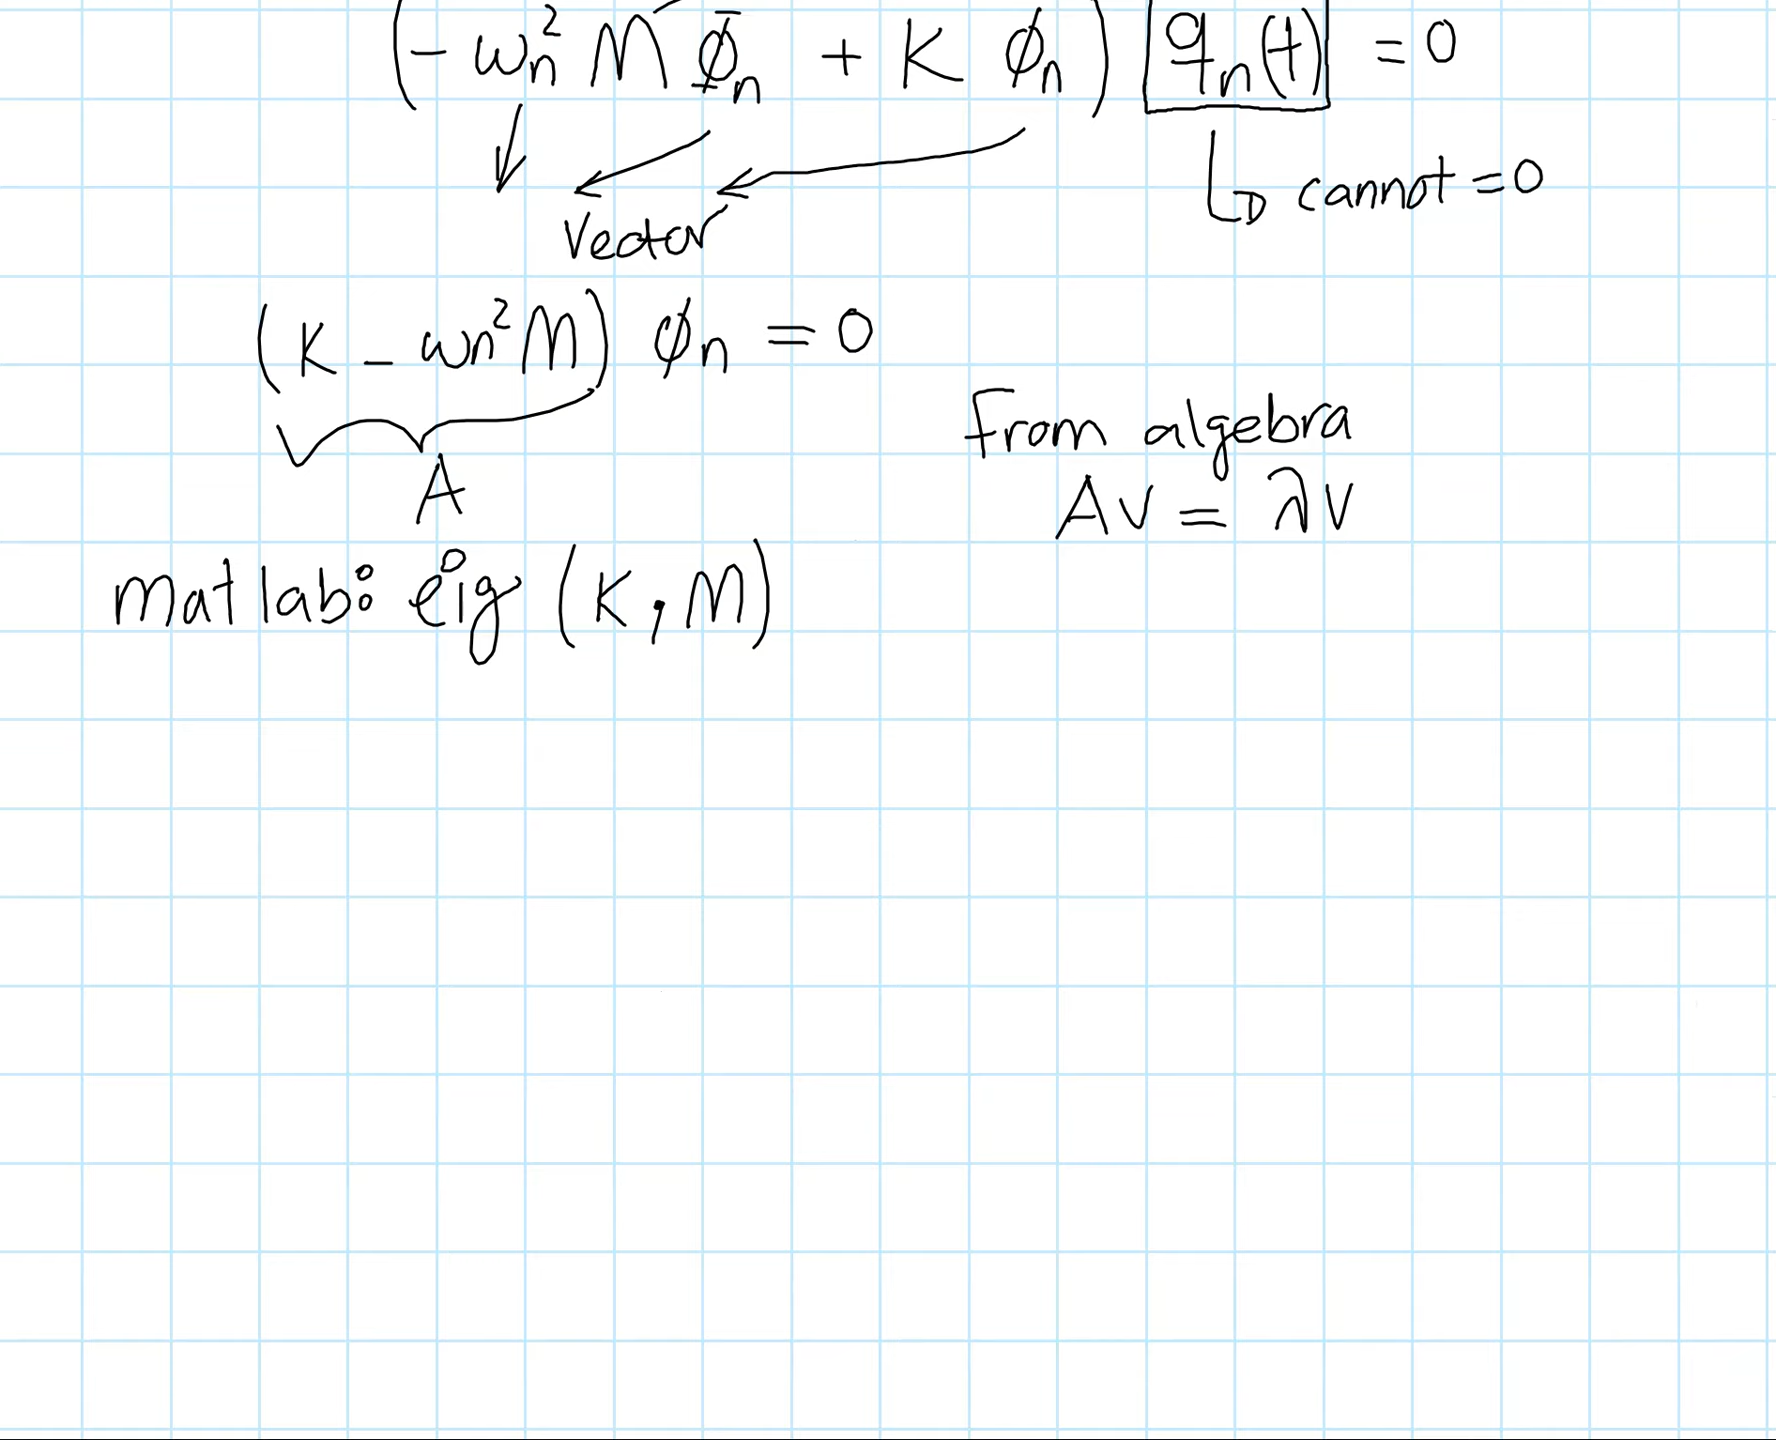 (- ωn² M ϕn + K ϕn) qn(t) = 0
cannot = 0
Vector
(K - ωn² M) ϕn = 0
From algebra
A
AV = λV
matlab: eig (K, M)